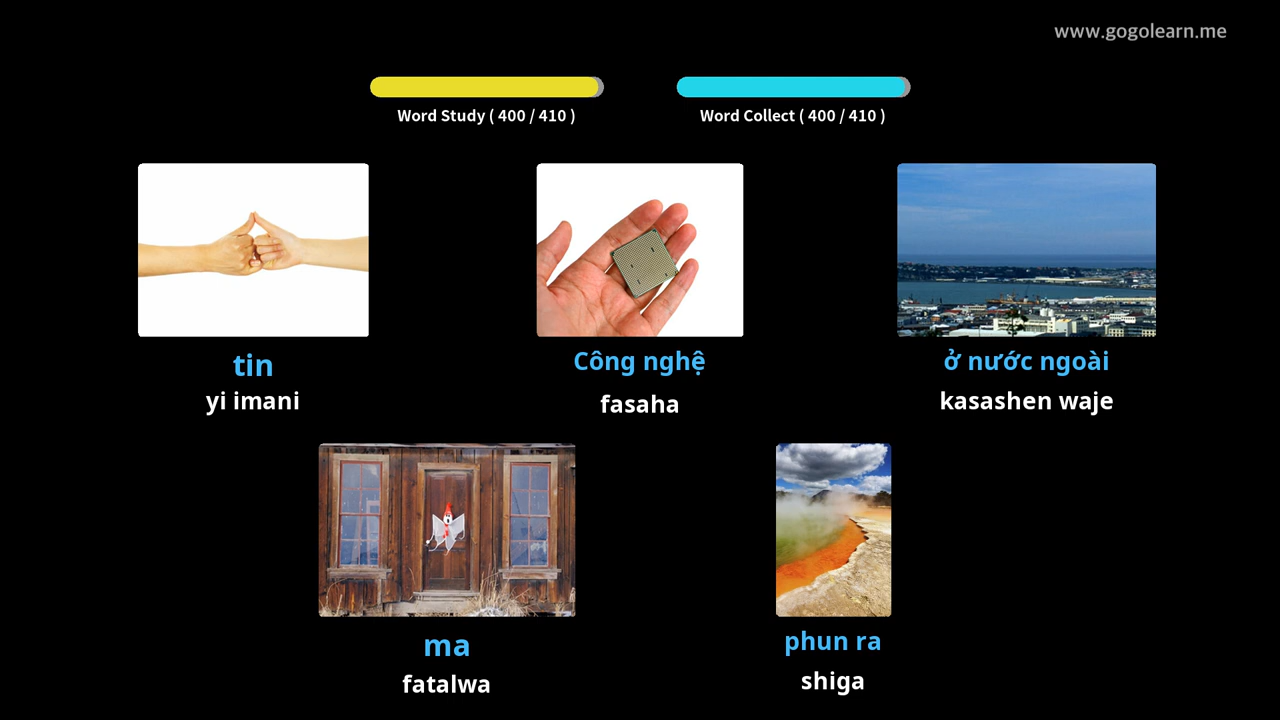 www.gogolearn.me
Word Study ( 400 / 410 )
Word Collect ( 400 / 410 )
tin
yi imani
Công nghệ
fasaha
ở nước ngoài
kasashen waje
ma
fatalwa
phun ra
shiga